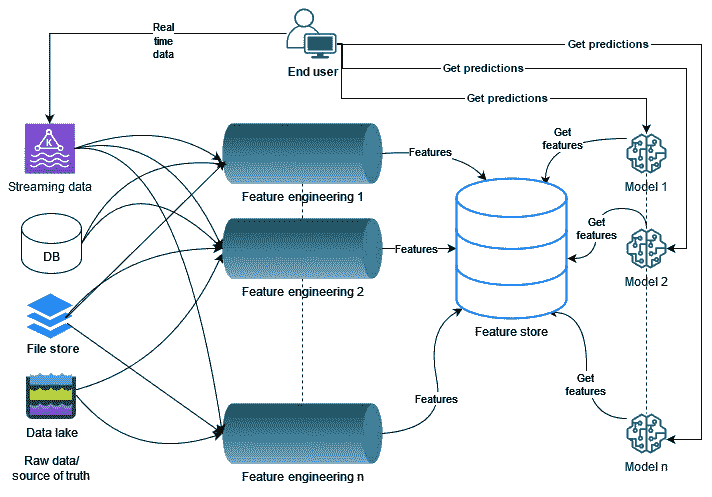 Real
time
data
End user
Get predictions
Get predictions
Get predictions
K
Streaming data
Feature engineering 1
Features
Get
features
Model 1
DB
Feature engineering 2
Features
Get
features
Model 2
Feature store
File store
Data lake
Features
Get
features
Raw data/
source of truth
Feature engineering n
Model n